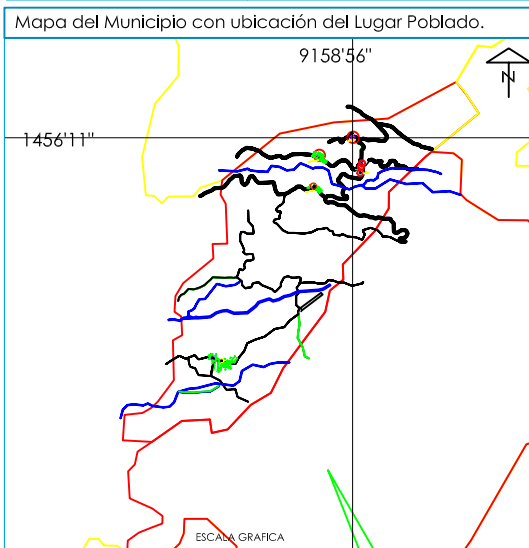 Mapa del Municipio con ubicación del Lugar Poblado.
9158'56"
N
1456'11"
ESCALA GRAFICA